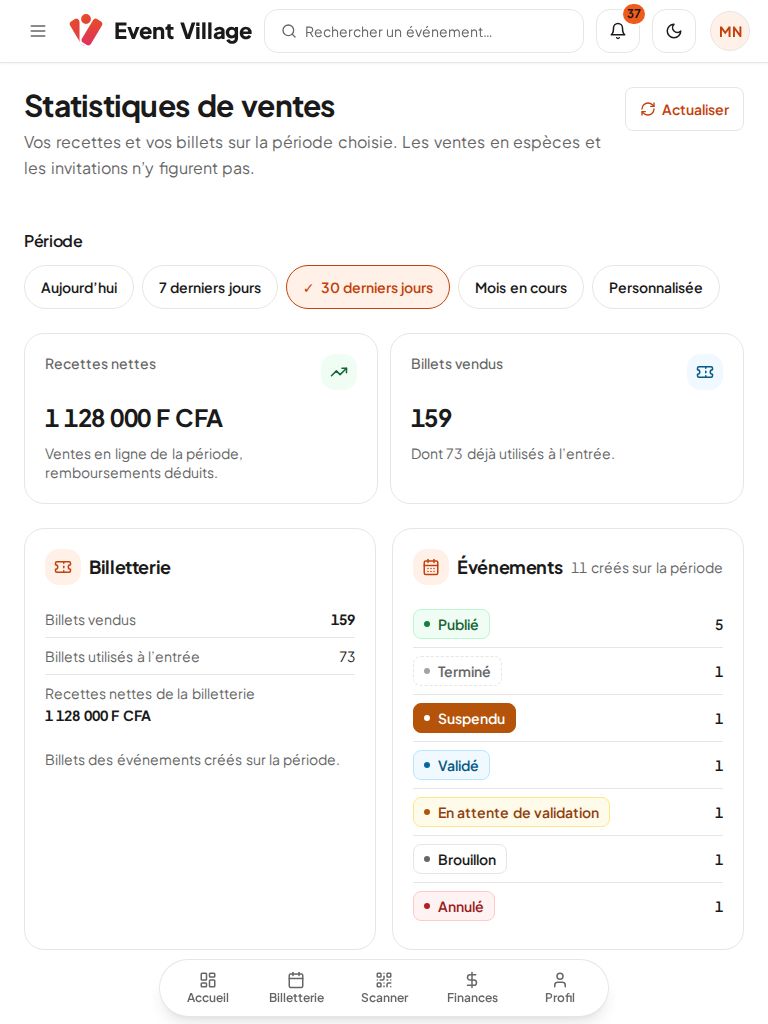 Event Village
Rechercher un événement...
37
MN
Statistiques de ventes
Actualiser
Vos recettes et vos billets sur la période choisie. Les ventes en espèces et
les invitations n'y figurent pas.
Période
Aujourd'hui
7 derniers jours
✓ 30 derniers jours
Mois en cours
Personnalisée
Recettes nettes
1 128 000 F CFA
Ventes en ligne de la période,
remboursements déduits.
Billets vendus
159
Dont 73 déjà utilisés à l'entrée.
Billetterie
Billets vendus 159
Billets utilisés à l'entrée 73
Recettes nettes de la billetterie
1 128 000 F CFA
Billets des événements créés sur la période.
Événements 11 créés sur la période
Publié 5
Terminé 1
Suspendu 1
Validé 1
En attente de validation 1
Brouillon 1
Annulé 1
Accueil
Billetterie
Scanner
Finances
Profil